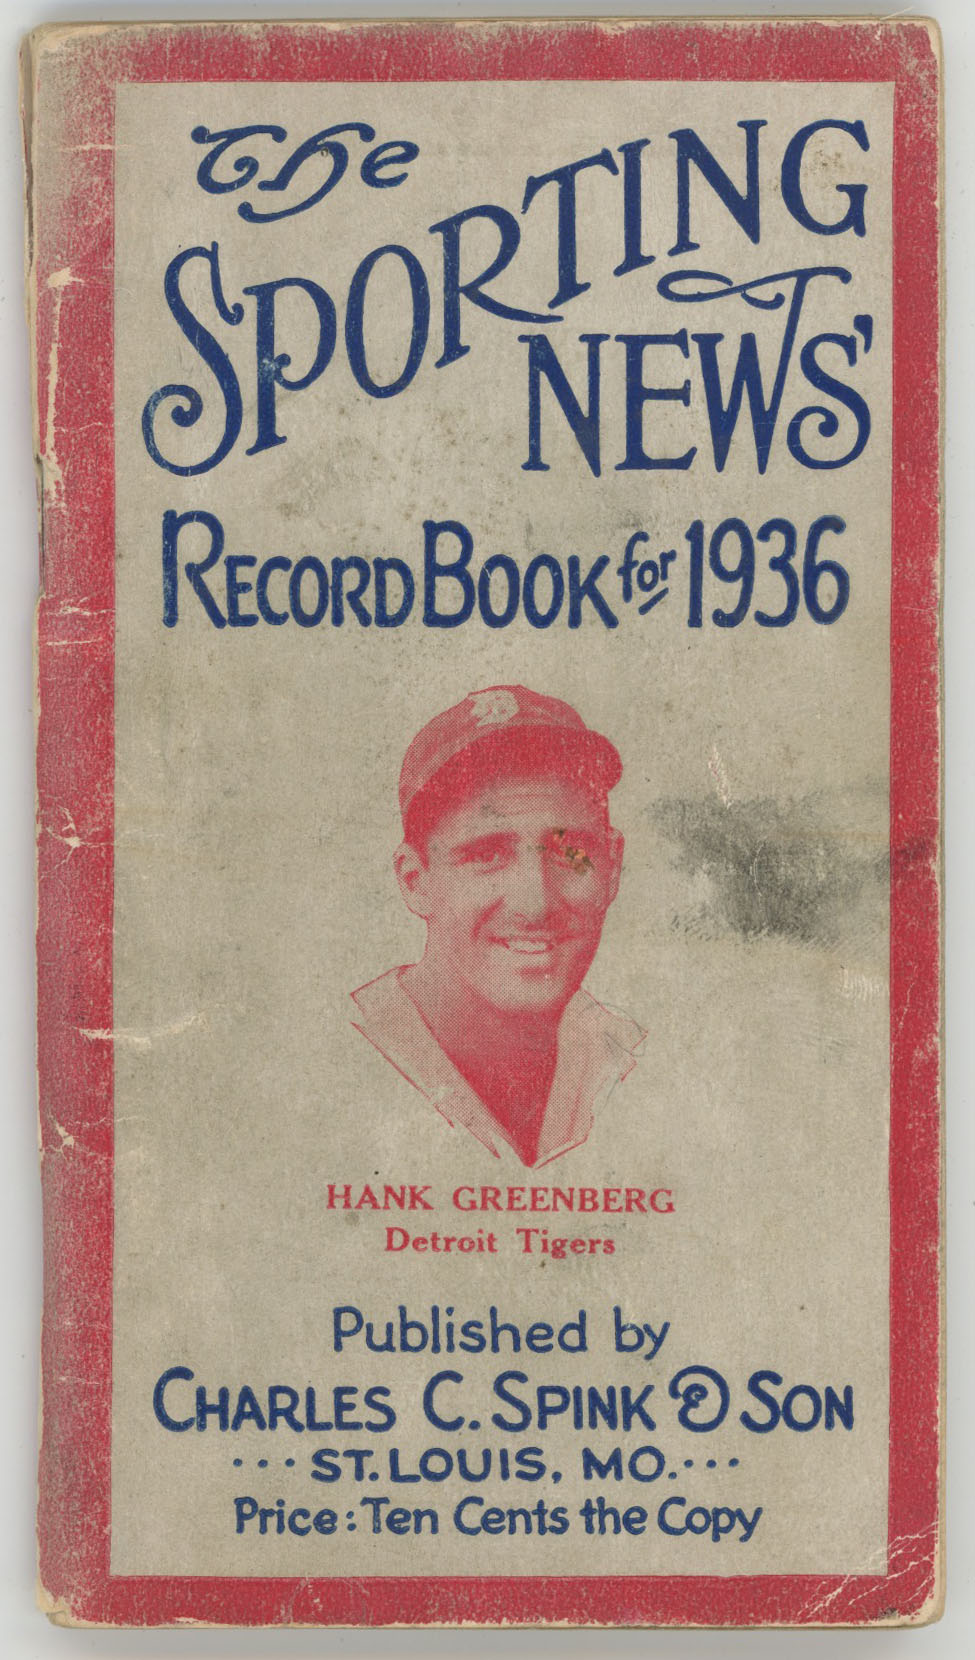 The
SPORTING
NEWS'
RECORD BOOK for 1936
D
HANK GREENBERG
Detroit Tigers
Published by
CHARLES C. SPINK & SON
...ST. LOUIS, MO....
Price: Ten Cents the Copy